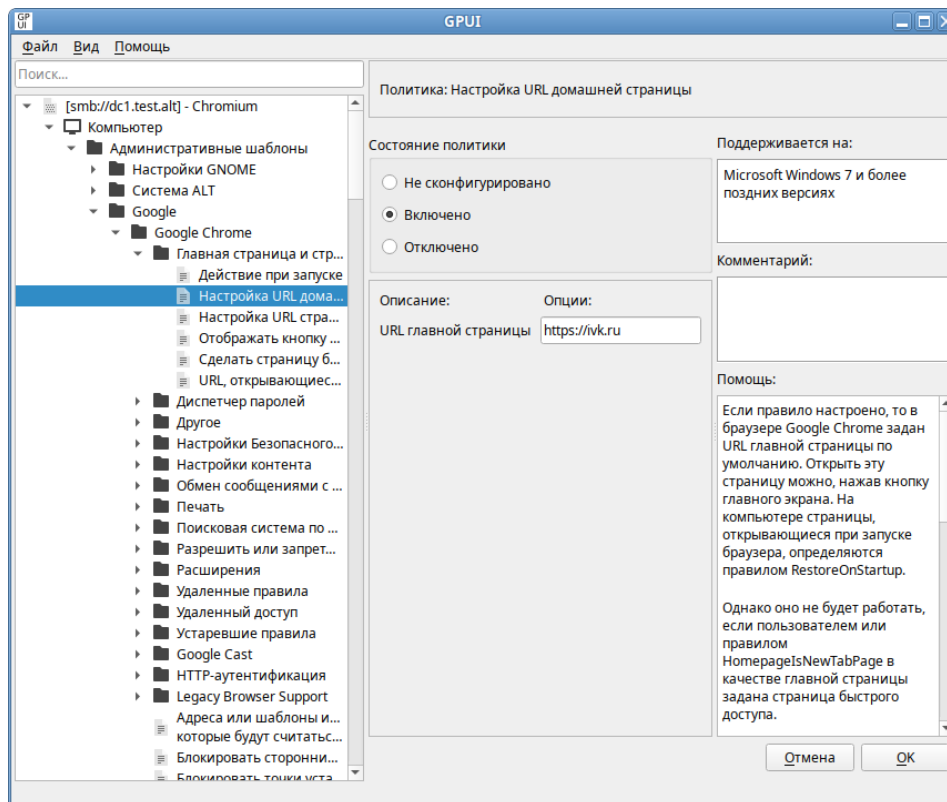 GPUI
GPUI
Файл Вид Помощь
Поиск...
[smb://dc1.test.alt] - Chromium
Компьютер
Административные шаблоны
Настройки GNOME
Система ALT
Google
Google Chrome
Главная страница и стр...
Действие при запуске
Настройка URL дома...
Настройка URL стра...
Отображать кнопку ...
Сделать страницу б...
URL, открывающиес...
Диспетчер паролей
Другое
Настройки Безопасного...
Настройки контента
Обмен сообщениями с ...
Печать
Поисковая система по ...
Разрешить или запрет...
Расширения
Удаленные правила
Удаленный доступ
Устаревшие правила
Google Cast
HTTP-аутентификация
Legacy Browser Support
Адреса или шаблоны и...
которые будут считатьс...
Блокировать сторонни...
Блокировать точки уста...
Политика: Настройка URL домашней страницы
Состояние политики
Не сконфигурировано
Включено
Отключено
Описание: Опции:
URL главной страницы https://ivk.ru
Поддерживается на:
Microsoft Windows 7 и более
поздних версиях
Комментарий:
Помощь:
Если правило настроено, то в
браузере Google Chrome задан
URL главной страницы по
умолчанию. Открыть эту
страницу можно, нажав кнопку
главного экрана. На
компьютере страницы,
открывающиеся при запуске
браузера, определяются
правилом RestoreOnStartup.
Однако оно не будет работать,
если пользователем или
правилом
HomepageIsNewTabPage в
качестве главной страницы
задана страница быстрого
доступа.
Отмена OK